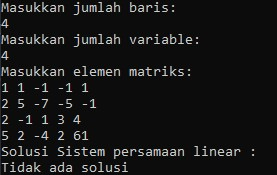 Masukkan jumlah baris:
4
Masukkan jumlah variable:
4
Masukkan elemen matriks:
1 1 -1 -1 1
2 5 -7 -5 -1
2 -1 1 3 4
5 2 -4 2 61
Solusi Sistem persamaan linear :
Tidak ada solusi